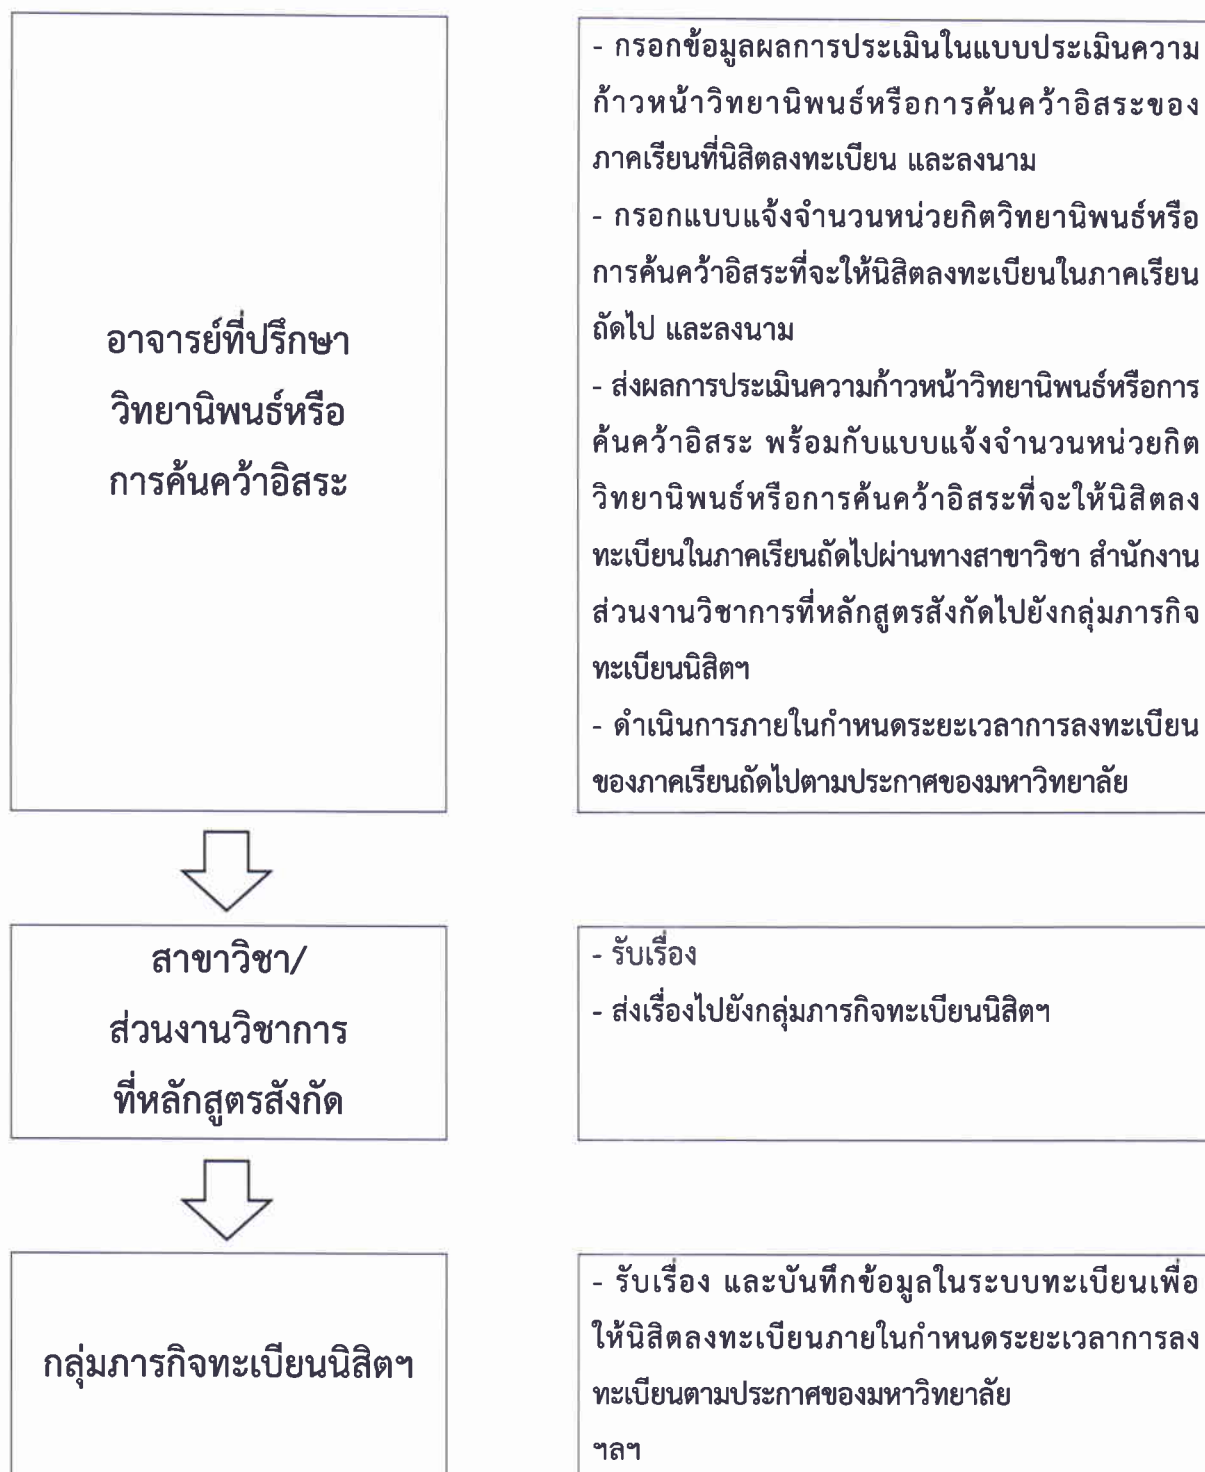 อาจารย์ที่ปรึกษา
วิทยานิพนธ์หรือ
การค้นคว้าอิสระ
- กรอกข้อมูลผลการประเมินในแบบประเมินความ
ก้าวหน้าวิทยานิพนธ์หรือการค้นคว้าอิสระของ
ภาคเรียนที่นิสิตลงทะเบียน และลงนาม
- กรอกแบบแจ้งจำนวนหน่วยกิตวิทยานิพนธ์หรือ
การค้นคว้าอิสระที่จะให้นิสิตลงทะเบียนในภาคเรียน
ถัดไป และลงนาม
- ส่งผลการประเมินความก้าวหน้าวิทยานิพนธ์หรือการ
ค้นคว้าอิสระ พร้อมกับแบบแจ้งจำนวนหน่วยกิต
วิทยานิพนธ์หรือการค้นคว้าอิสระที่จะให้นิสิตลง
ทะเบียนในภาคเรียนถัดไปผ่านทางสาขาวิชา สำนักงาน
ส่วนงานวิชาการที่หลักสูตรสังกัดไปยังกลุ่มภารกิจ
ทะเบียนนิสิตฯ
- ดำเนินการภายในกำหนดระยะเวลาการลงทะเบียน
ของภาคเรียนถัดไปตามประกาศของมหาวิทยาลัย
สาขาวิชา/
ส่วนงานวิชาการ
ที่หลักสูตรสังกัด
- รับเรื่อง
- ส่งเรื่องไปยังกลุ่มภารกิจทะเบียนนิสิตฯ
กลุ่มภารกิจทะเบียนนิสิตฯ
- รับเรื่อง และบันทึกข้อมูลในระบบทะเบียนเพื่อ
ให้นิสิตลงทะเบียนภายในกำหนดระยะเวลาการลง
ทะเบียนตามประกาศของมหาวิทยาลัย
ฯลฯ